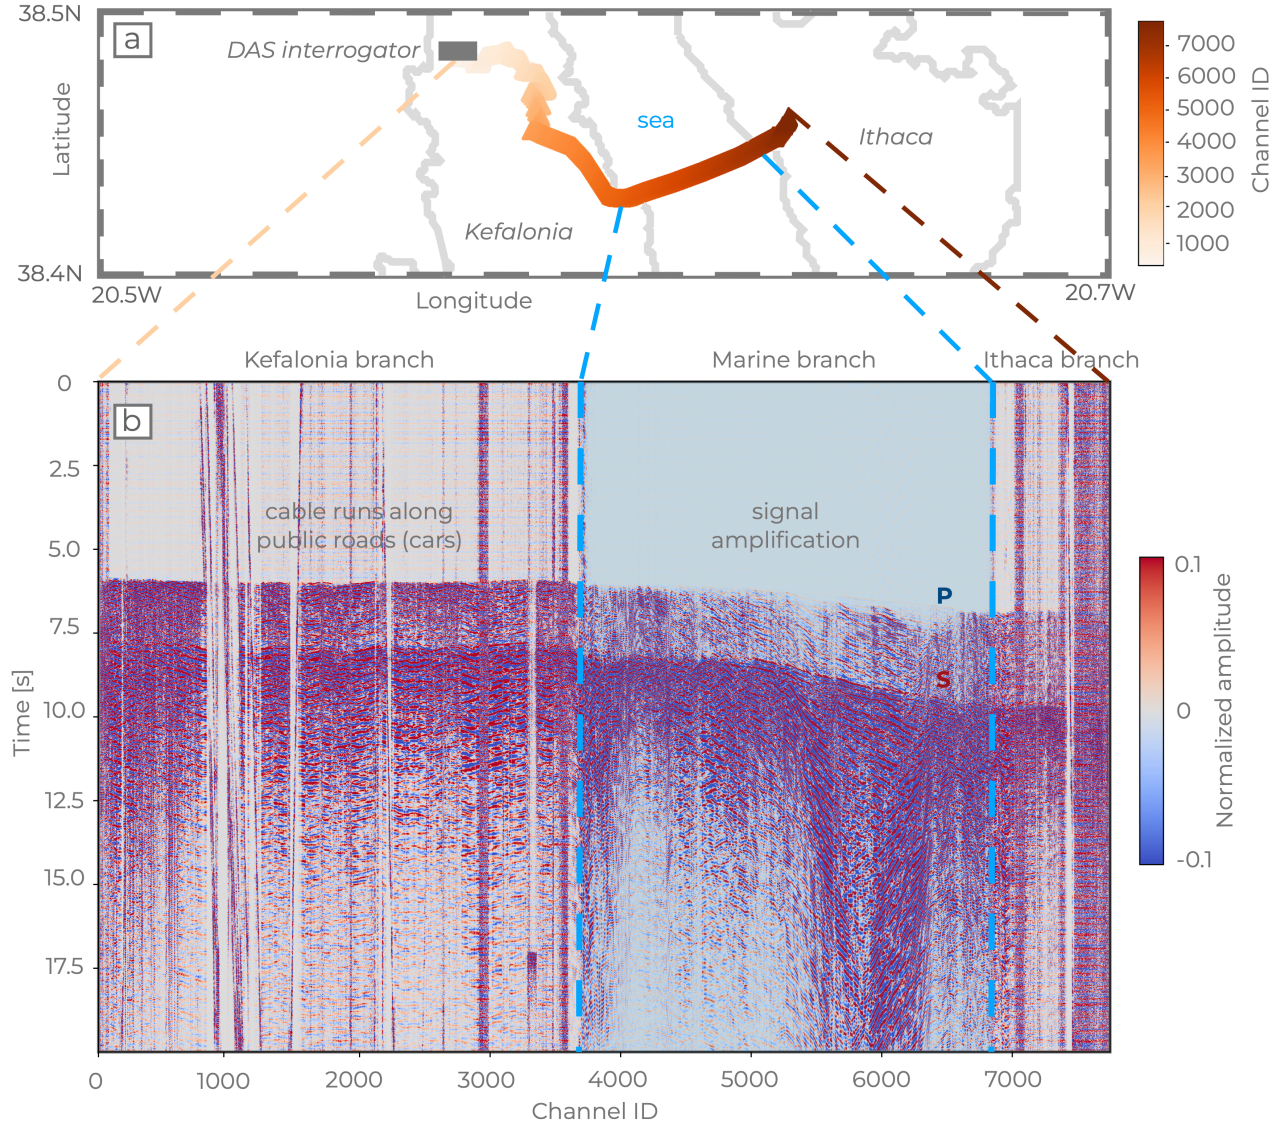 38.5N
a
DAS interrogator
sea
Ithaca
Kefalonia
Latitude
38.4N
20.5W
Longitude
20.7W
7000
6000
5000
4000
3000
2000
1000
Channel ID
Kefalonia branch
Marine branch
Ithaca branch
b
0
2.5
5.0
7.5
10.0
12.5
15.0
17.5
Time [s]
cable runs along
public roads (cars)
signal
amplification
P
S
0
1000
2000
3000
4000
5000
6000
7000
Channel ID
0.1
0
-0.1
Normalized amplitude